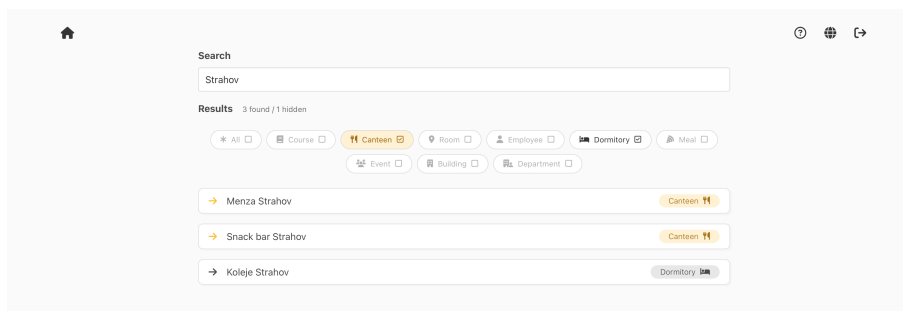 Search
Strahov
Results 3 found / 1 hidden
All Course Canteen Room Employee Dormitory Meal
Event Building Department
Menza Strahov Canteen
Snack bar Strahov Canteen
Koleje Strahov Dormitory